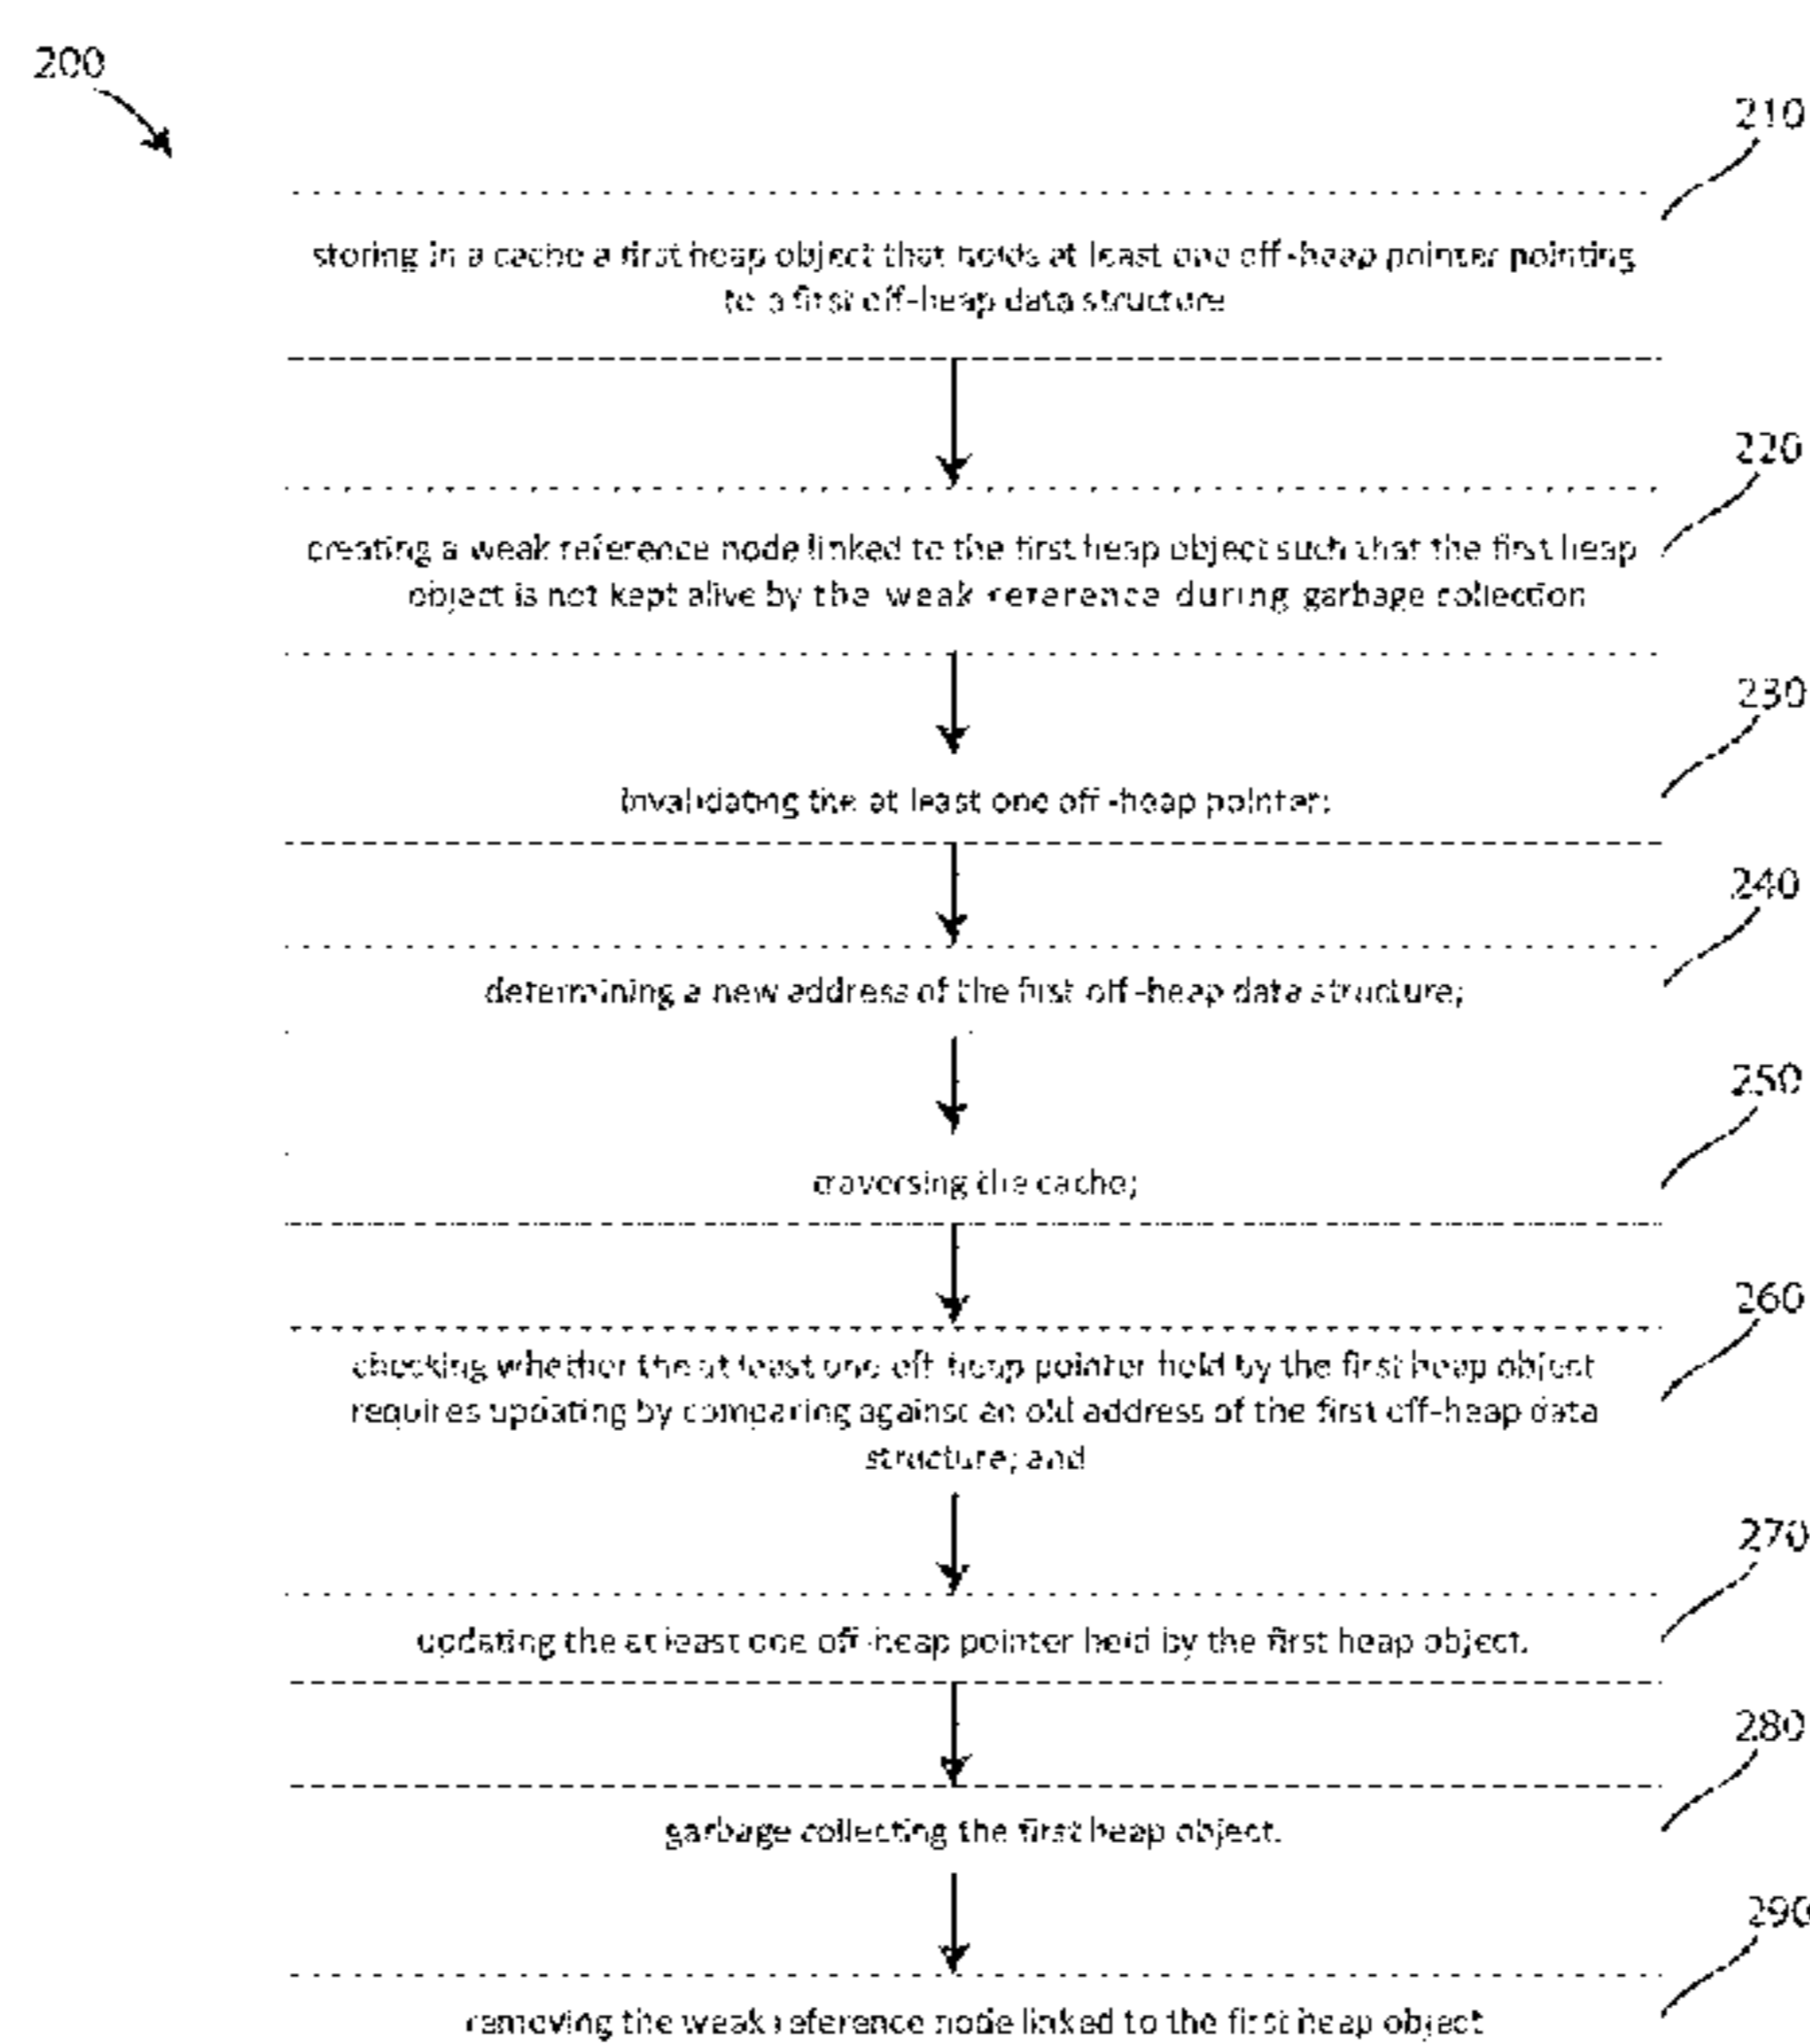 200
210
storing in a cache a first heap object that holds at least one off-heap pointer pointing
to a first off-heap data structure
220
creating a weak reference node linked to the first heap object such that the first heap
object is not kept alive by the weak reference during garbage collection
230
invalidating the at least one off-heap pointer;
240
determining a new address of the first off-heap data structure;
250
traversing the cache;
260
checking whether the at least one off-heap pointer held by the first heap object
requires updating by comparing against an old address of the first off-heap data
structure; and
270
updating the at least one off-heap pointer held by the first heap object.
280
garbage collecting the first heap object.
290
removing the weak reference node linked to the first heap object